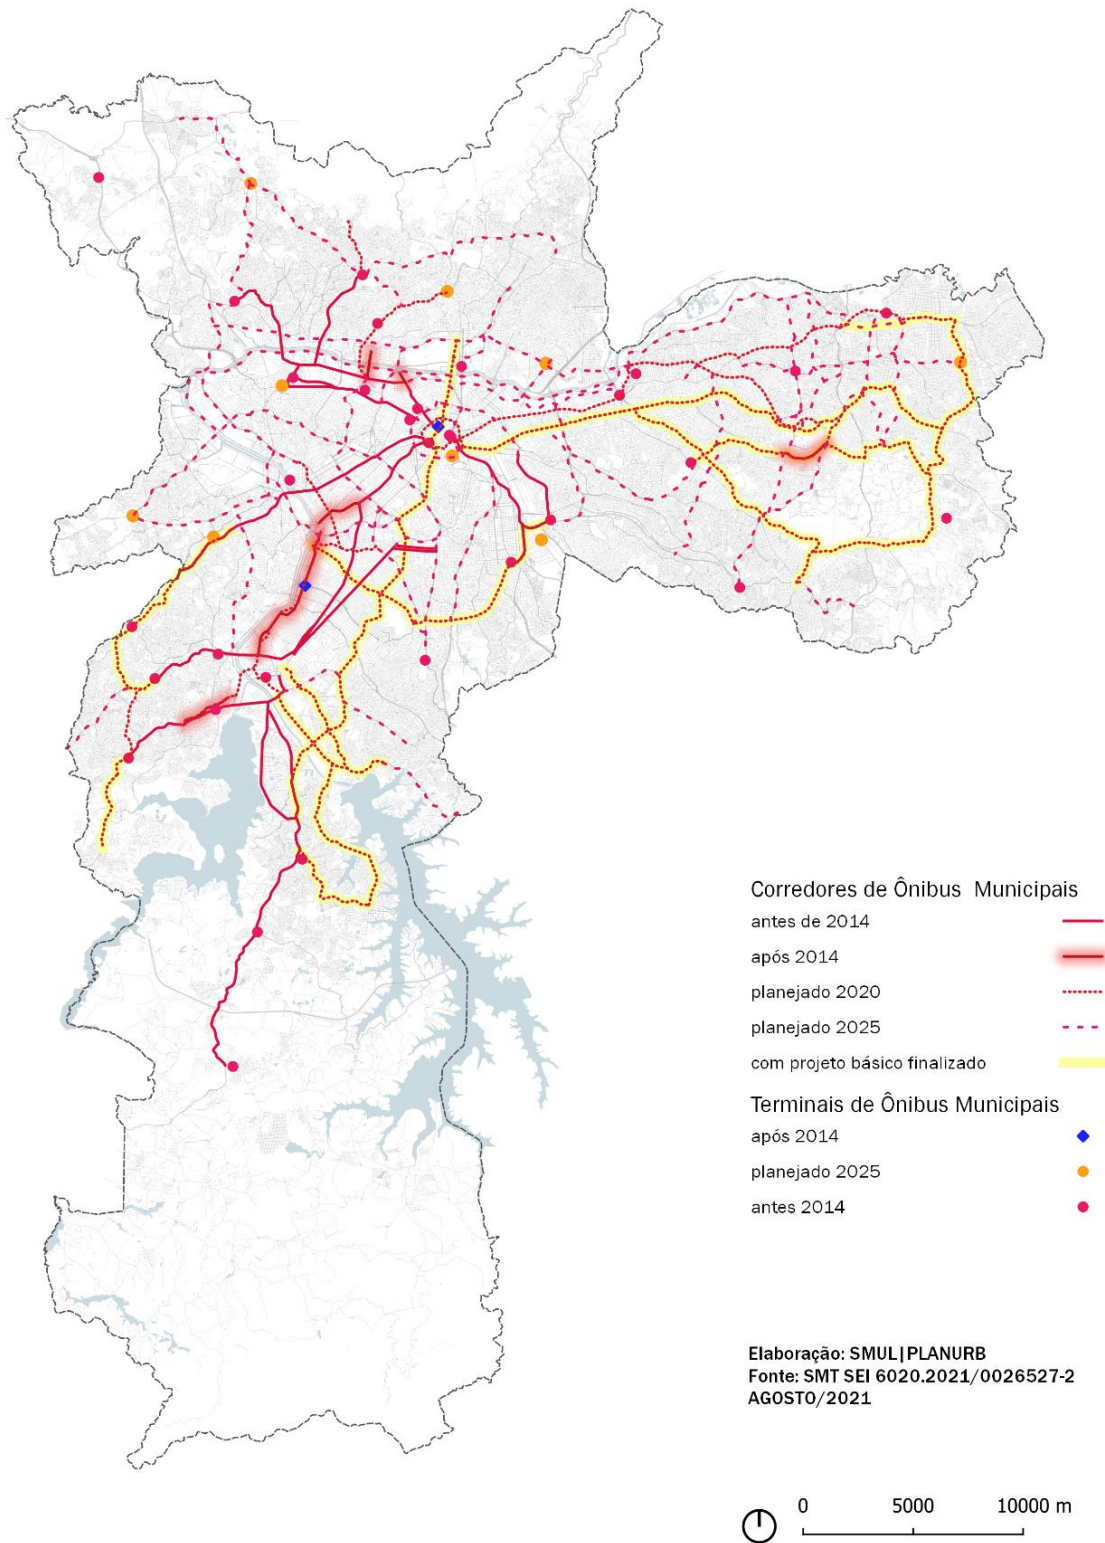 Corredores de Ônibus Municipais
antes de 2014
após 2014
planejado 2020
planejado 2025
com projeto básico finalizado
Terminais de Ônibus Municipais
após 2014
planejado 2025
antes 2014
Elaboração: SMUL|PLANURB
Fonte: SMT SEI 6020.2021/0026527-2
AGOSTO/2021
0 5000 10000 m